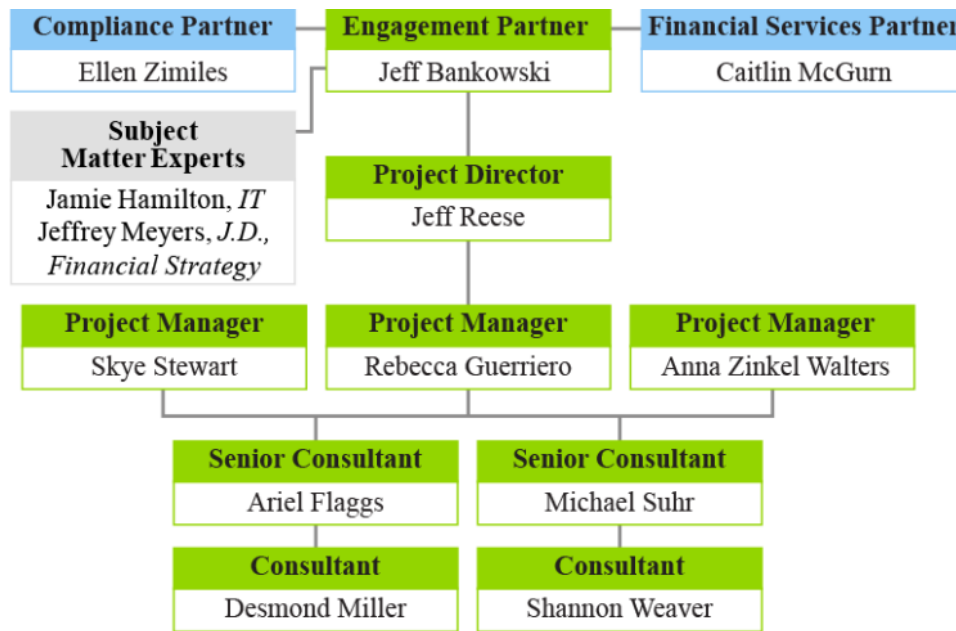 Compliance Partner
Ellen Zimiles
Engagement Partner
Jeff Bankowski
Financial Services Partner
Caitlin McGurn
Subject
Matter Experts
Jamie Hamilton, IT
Jeffrey Meyers, J.D.,
Financial Strategy
Project Director
Jeff Reese
Project Manager
Skye Stewart
Project Manager
Rebecca Guerriero
Project Manager
Anna Zinkel Walters
Senior Consultant
Ariel Flaggs
Senior Consultant
Michael Suhr
Consultant
Desmond Miller
Consultant
Shannon Weaver